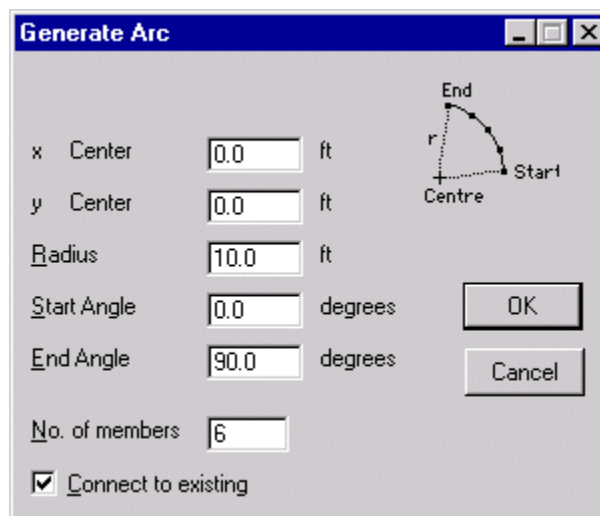 Generate Arc
End
x Center 0.0 ft
r
Start
y Center 0.0 ft
Centre
Radius 10.0 ft
Start Angle 0.0 degrees
OK
End Angle 90.0 degrees
Cancel
No. of members 6
Connect to existing